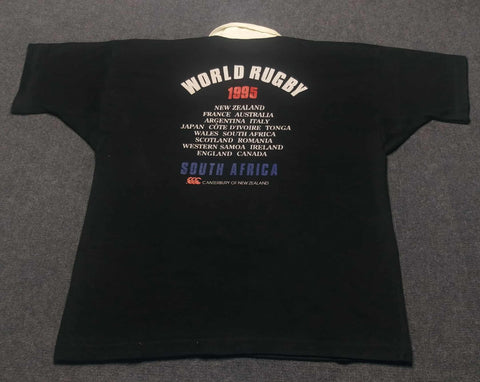 WORLD RUGBY
1995
NEW ZEALAND
FRANCE AUSTRALIA
ARGENTINA ITALY
JAPAN CÔTE D'IVOIRE TONGA
WALES SOUTH AFRICA
SCOTLAND ROMANIA
WESTERN SAMOA IRELAND
ENGLAND CANADA
SOUTH AFRICA
CCC CANTERBURY OF NEW ZEALAND